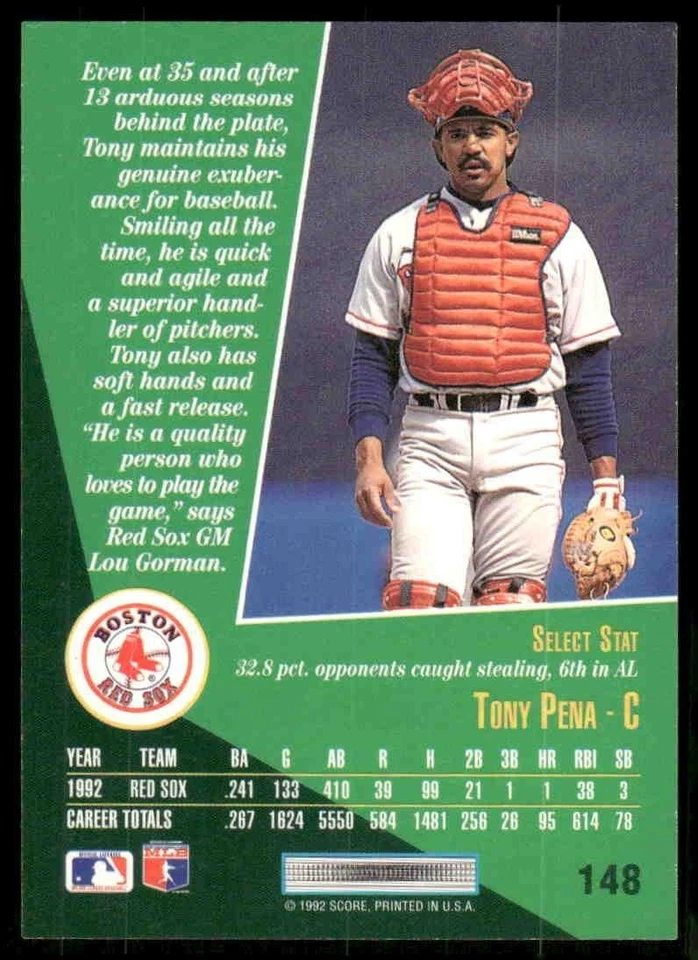 Even at 35 and after
13 arduous seasons
behind the plate,
Tony maintains his
genuine exuber-
ance for baseball.
Smiling all the
time, he is quick
and agile and
a superior hand-
ler of pitchers.
Tony also has
soft hands and
a fast release.
“He is a quality
person who
loves to play the
game,” says
Red Sox GM
Lou Gorman.
Wilson
BOSTON
RED SOX
®
SELECT STAT
32.8 pct. opponents caught stealing, 6th in AL
TONY PENA - C
YEAR TEAM BA G AB R H 2B 3B HR RBI SB
1992 RED SOX .241 133 410 39 99 21 1 1 38 3
CAREER TOTALS .267 1624 5550 584 1481 256 26 95 614 78
148
© 1992 SCORE, PRINTED IN U.S.A.